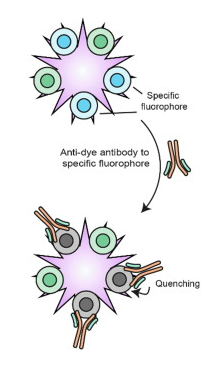 Specific
fluorophore
Anti-dye antibody to
specific fluorophore
Quenching